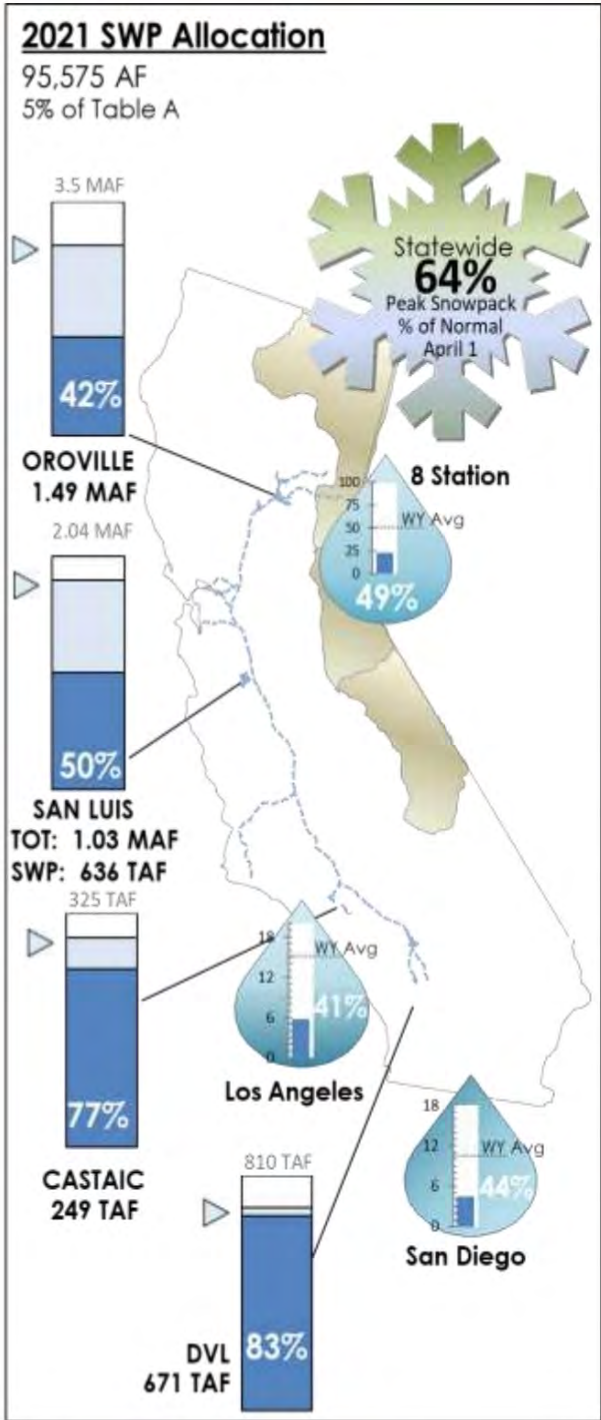 2021 SWP Allocation
95,575 AF
5% of Table A
3.5 MAF
42%
OROVILLE
1.49 MAF
Statewide
64%
Peak Snowpack
% of Normal
April 1
8 Station
100
75
50
25
0
WY Avg
49%
2.04 MAF
50%
SAN LUIS
TOT: 1.03 MAF
SWP: 636 TAF
325 TAF
77%
CASTAIC
249 TAF
18
12
6
0
WY Avg
41%
Los Angeles
18
12
6
0
WY Avg
44%
San Diego
810 TAF
83%
DVL
671 TAF